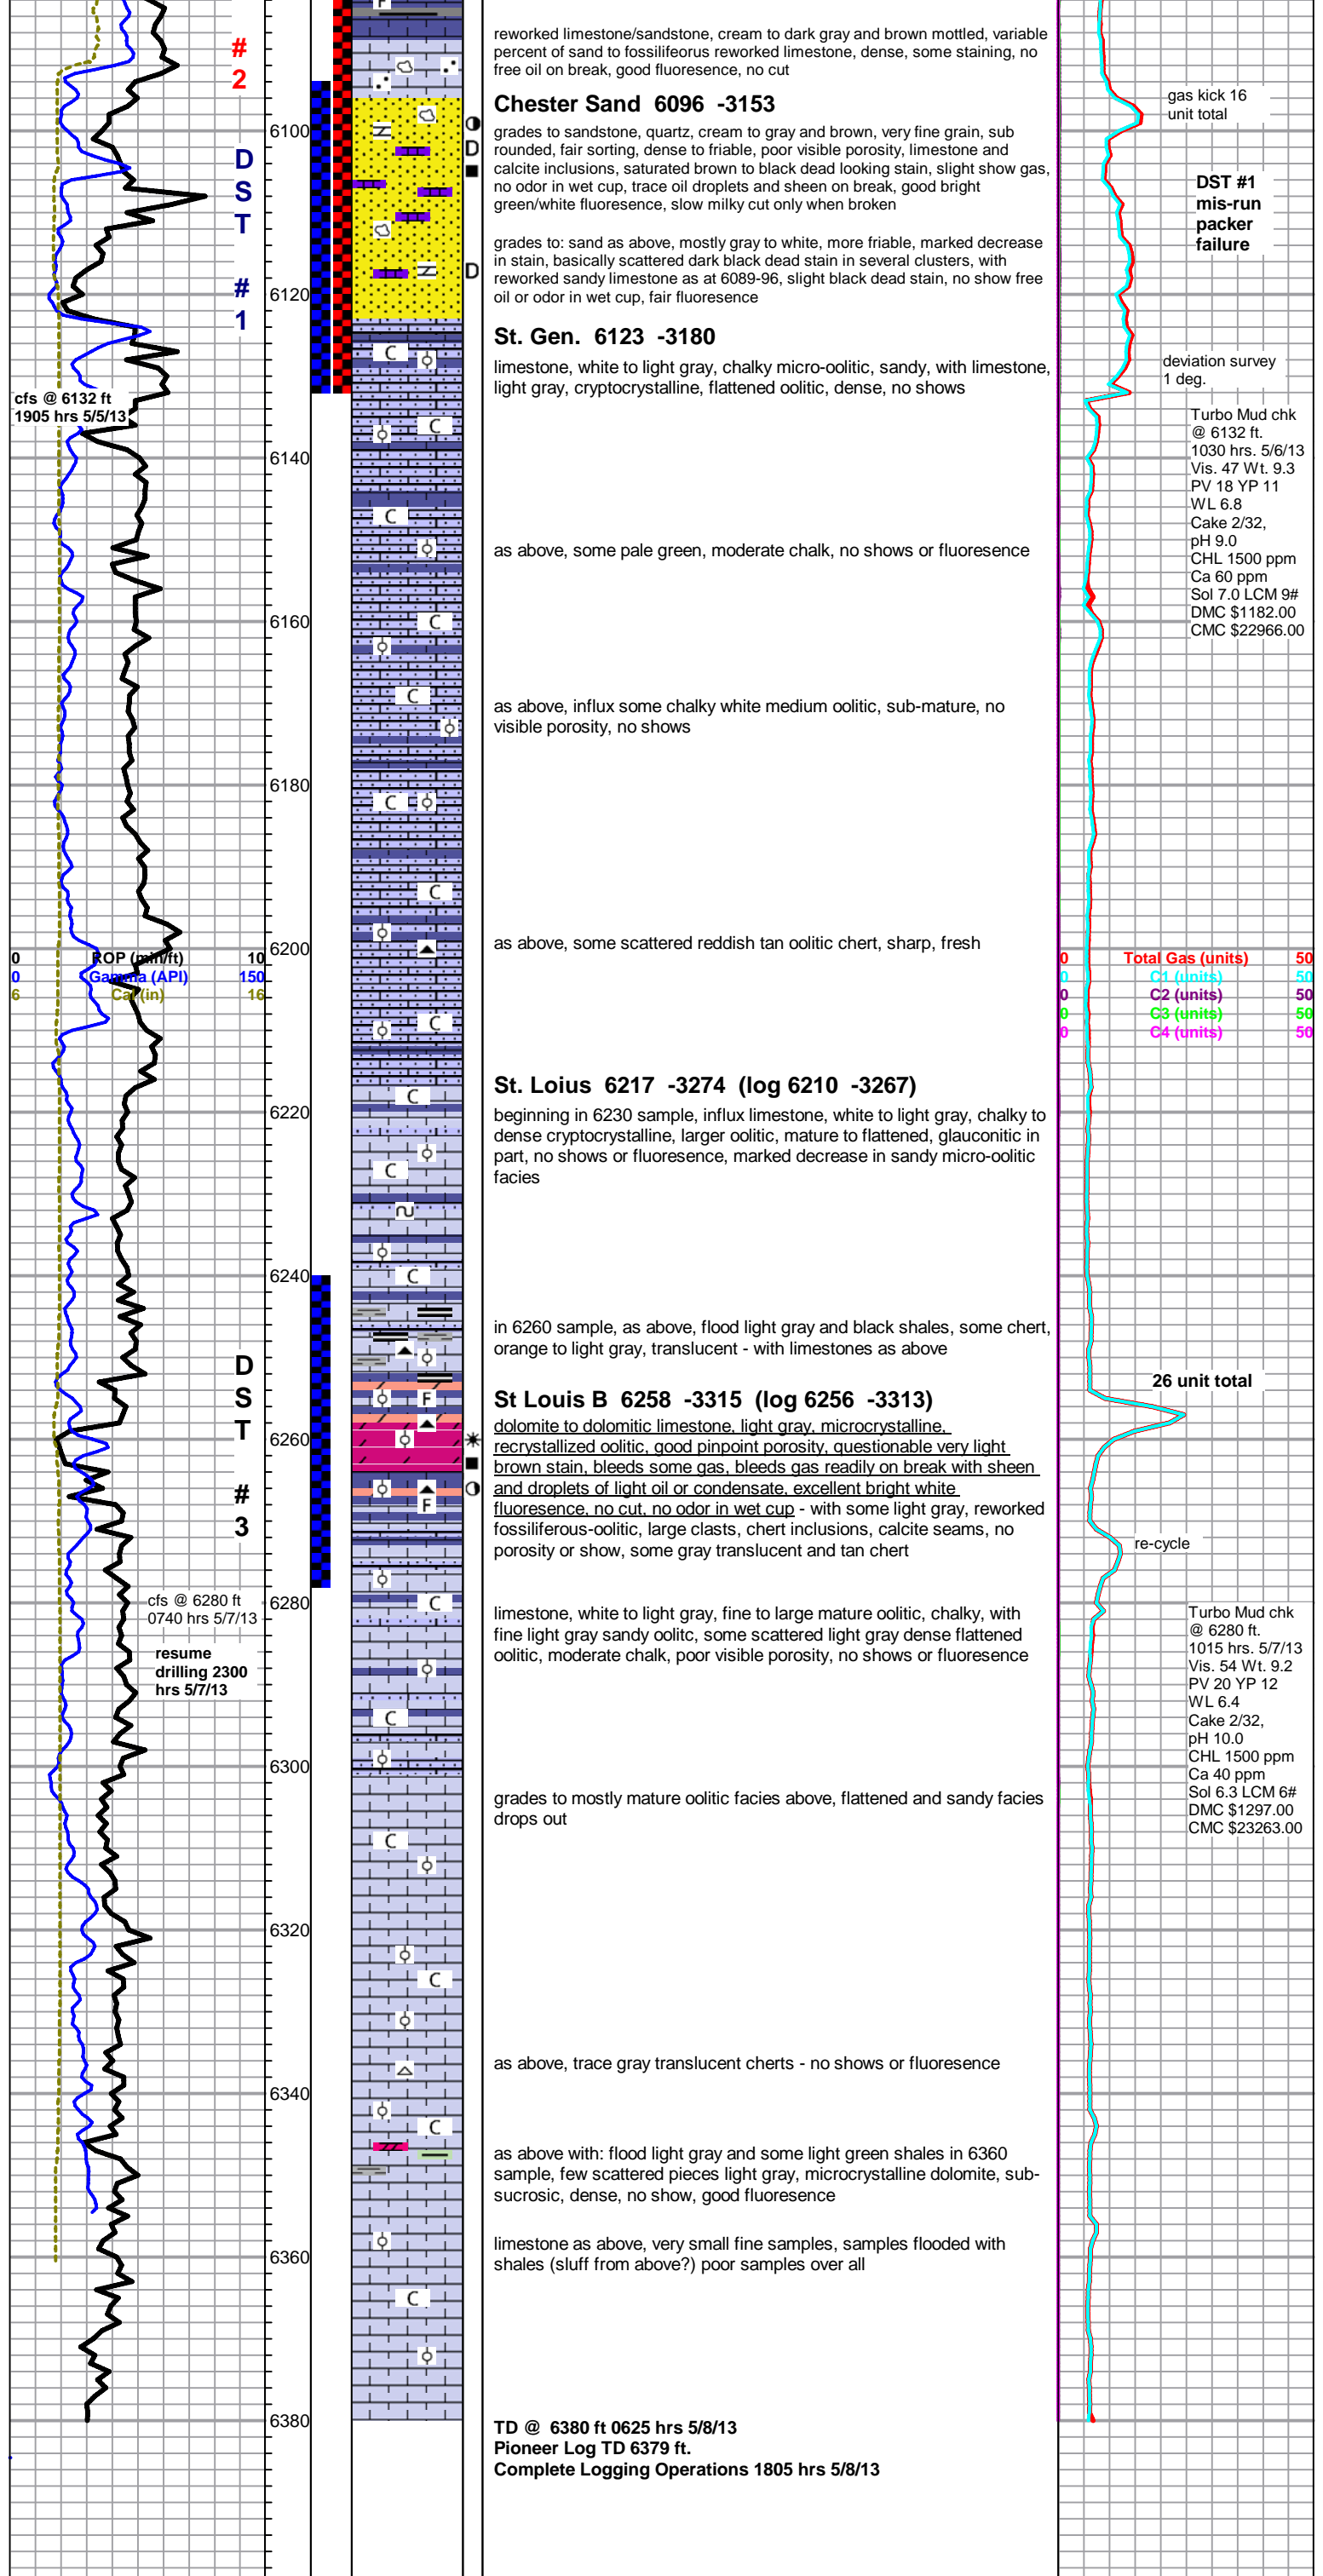 reworked limestone/sandstone, cream to dark gray and brown mottled, variable
percent of sand to fossilifeorus reworked limestone, dense, some staining, no
free oil on break, good fluoresence, no cut
#
2
gas kick 16
unit total
Chester Sand 6096 -3153
6100
grades to sandstone, quartz, cream to gray and brown, very fine grain, sub
rounded, fair sorting, dense to friable, poor visible porosity, limestone and
calcite inclusions, saturated brown to black dead looking stain, slight show gas,
no odor in wet cup, trace oil droplets and sheen on break, good bright
green/white fluoresence, slow milky cut only when broken
D
S
T
#
1
D
DST #1
mis-run
packer
failure
grades to: sand as above, mostly gray to white, more friable, marked decrease
in stain, basically scattered dark black dead stain in several clusters, with
reworked sandy limestone as at 6089-96, slight black dead stain, no show free
oil or odor in wet cup, fair fluoresence
D
6120
St. Gen. 6123 -3180
limestone, white to light gray, chalky micro-oolitic, sandy, with limestone,
light gray, cryptocrystalline, flattened oolitic, dense, no shows
C
deviation survey
1 deg.
cfs @ 6132 ft
1905 hrs 5/5/13
Turbo Mud chk
@ 6132 ft.
1030 hrs. 5/6/13
Vis. 47 Wt. 9.3
PV 18 YP 11
WL 6.8
Cake 2/32,
pH 9.0
CHL 1500 ppm
Ca 60 ppm
Sol 7.0 LCM 9#
DMC $1182.00
CMC $22966.00
C
6140
C
as above, some pale green, moderate chalk, no shows or fluoresence
6160
C
C
as above, influx some chalky white medium oolitic, sub-mature, no
visible porosity, no shows
6180
C
C
as above, some scattered reddish tan oolitic chert, sharp, fresh
6200
0 ROP (min/ft) 10
0 Gamma (API) 150
6 Cal (in) 16
0 Total Gas (units) 50
0 C1 (units) 50
0 C2 (units) 50
0 C3 (units) 50
0 C4 (units) 50
C
St. Loius 6217 -3274 (log 6210 -3267)
C
6220
beginning in 6230 sample, influx limestone, white to light gray, chalky to
dense cryptocrystalline, larger oolitic, mature to flattened, glauconitic in
part, no shows or fluoresence, marked decrease in sandy micro-oolitic
facies
C
6240
C
in 6260 sample, as above, flood light gray and black shales, some chert,
orange to light gray, translucent - with limestones as above
D
S
T
#
3
26 unit total
St Louis B 6258 -3315 (log 6256 -3313)
F
6260
dolomite to dolomitic limestone, light gray, microcrystalline,
recrystallized oolitic, good pinpoint porosity, questionable very light
brown stain, bleeds some gas, bleeds gas readily on break with sheen
and droplets of light oil or condensate, excellent bright white
fluoresence, no cut, no odor in wet cup - with some light gray, reworked
fossiliferous-oolitic, large clasts, chert inclusions, calcite seams, no
porosity or show, some gray translucent and tan chert
F
re-cycle
cfs @ 6280 ft
0740 hrs 5/7/13
6280
C
resume
drilling 2300
hrs 5/7/13
limestone, white to light gray, fine to large mature oolitic, chalky, with
fine light gray sandy oolitc, some scattered light gray dense flattened
oolitic, moderate chalk, poor visible porosity, no shows or fluoresence
Turbo Mud chk
@ 6280 ft.
1015 hrs. 5/7/13
Vis. 54 Wt. 9.2
PV 20 YP 12
WL 6.4
Cake 2/32,
pH 10.0
CHL 1500 ppm
Ca 40 ppm
Sol 6.3 LCM 6#
DMC $1297.00
CMC $23263.00
C
6300
grades to mostly mature oolitic facies above, flattened and sandy facies
drops out
C
6320
C
as above, trace gray translucent cherts - no shows or fluoresence
6340
C
as above with: flood light gray and some light green shales in 6360
sample, few scattered pieces light gray, microcrystalline dolomite, sub-
sucrosic, dense, no show, good fluoresence
limestone as above, very small fine samples, samples flooded with
shales (sluff from above?) poor samples over all
6360
C
6380
TD @ 6380 ft 0625 hrs 5/8/13
Pioneer Log TD 6379 ft.
Complete Logging Operations 1805 hrs 5/8/13